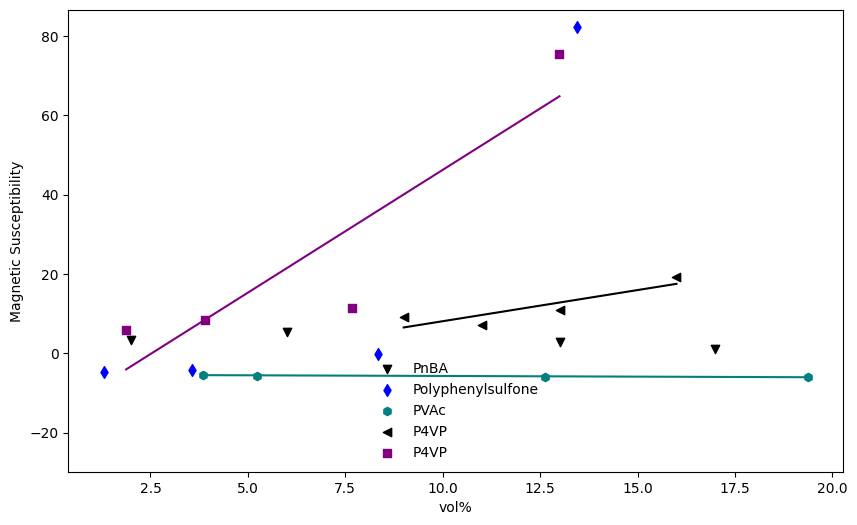 80
60
40
20
0
−20
Magnetic Susceptibility
PnBA
Polyphenylsulfone
PVAc
P4VP
P4VP
2.5 5.0 7.5 10.0 12.5 15.0 17.5 20.0
vol%